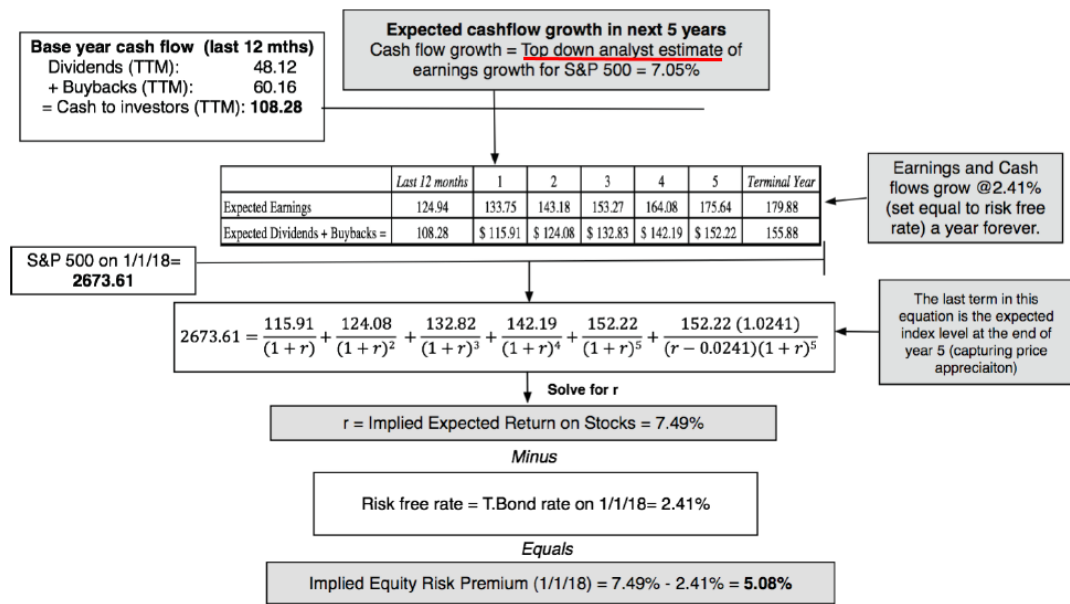 Expected cashflow growth in next 5 years
Cash flow growth = Top down analyst estimate of
earnings growth for S&P 500 = 7.05%
Base year cash flow (last 12 mths)
Dividends (TTM): 48.12
+ Buybacks (TTM): 60.16
= Cash to investors (TTM): 108.28
Last 12 months 1 2 3 4 5 Terminal Year
Expected Earnings 124.94 133.75 143.18 153.27 164.08 175.64 179.88
Expected Dividends + Buybacks = 108.28 $ 115.91 $ 124.08 $ 132.83 $ 142.19 $ 152.22 155.88
Earnings and Cash
flows grow @2.41%
(set equal to risk free
rate) a year forever.
S&P 500 on 1/1/18=
2673.61
2673.61 = 115.91/(1 + r) + 124.08/(1 + r)² + 132.82/(1 + r)³ + 142.19/(1 + r)⁴ + 152.22/(1 + r)⁵ + 152.22 (1.0241)/(r − 0.0241)(1 + r)⁵
The last term in this
equation is the expected
index level at the end of
year 5 (capturing price
appreciaiton)
Solve for r
r = Implied Expected Return on Stocks = 7.49%
Minus
Risk free rate = T.Bond rate on 1/1/18= 2.41%
Equals
Implied Equity Risk Premium (1/1/18) = 7.49% - 2.41% = 5.08%